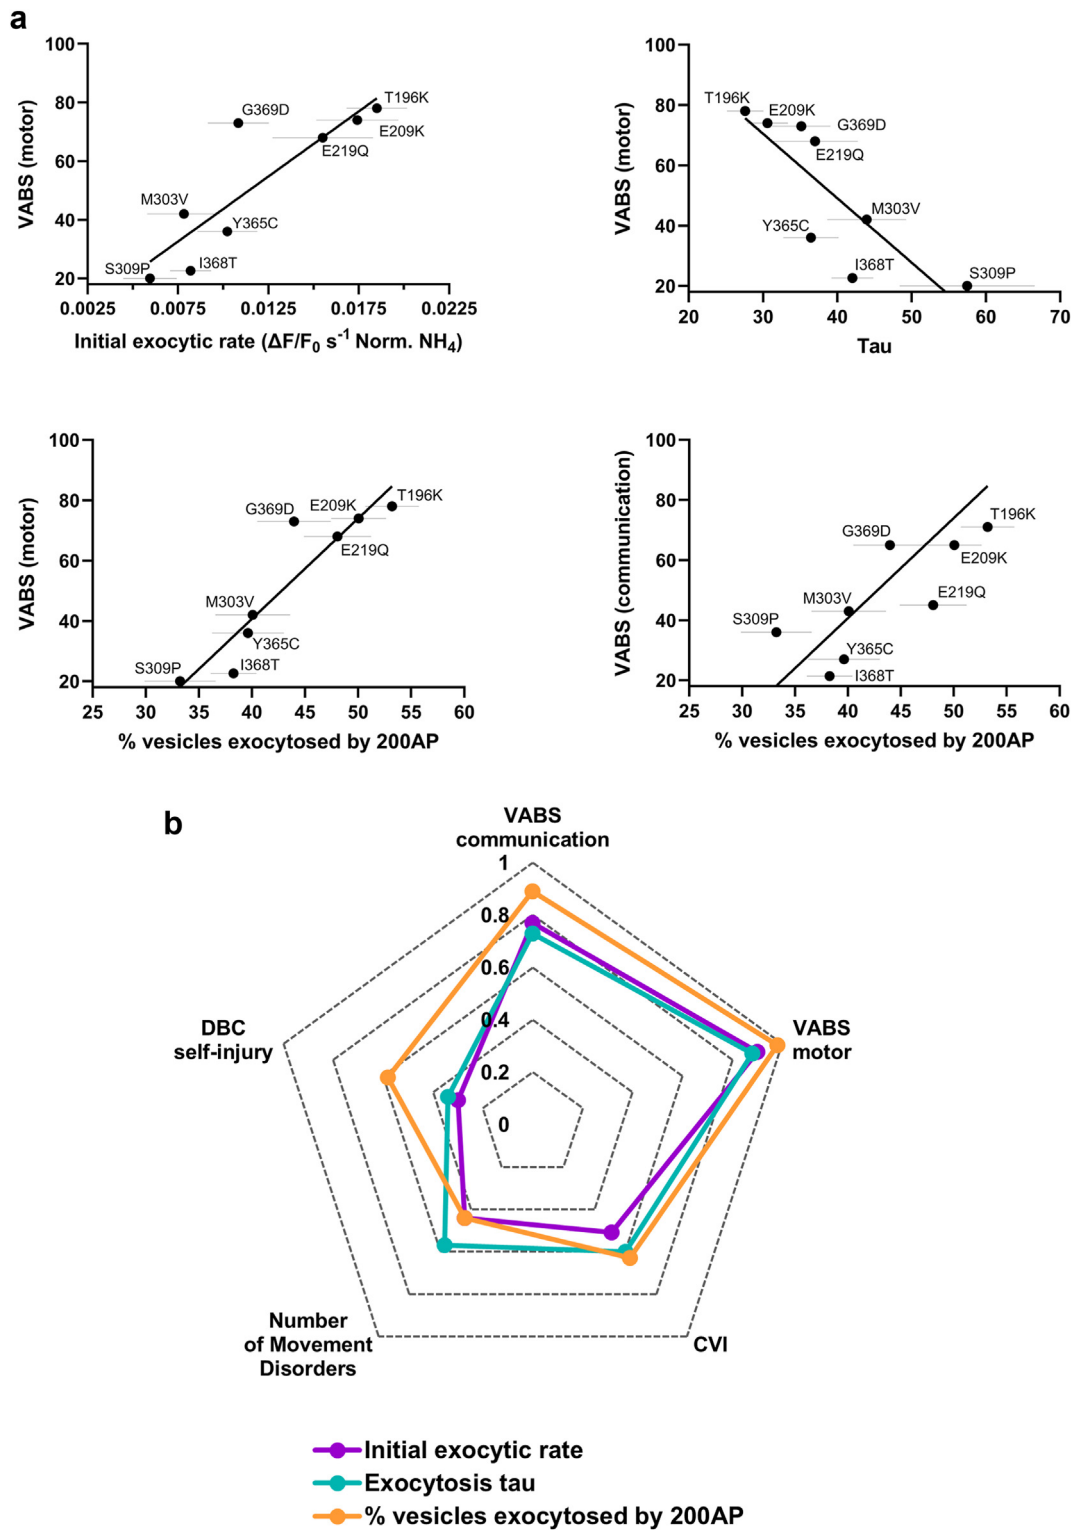 a
100
80
60
40
20
VABS (motor)
T196K
G369D
E209K
E219Q
M303V
Y365C
I368T
S309P
0.0025 0.0075 0.0125 0.0175 0.0225
Initial exocytic rate (ΔF/F0 s-1 Norm. NH4)
100
80
60
40
20
VABS (motor)
T196K
E209K
G369D
E219Q
M303V
Y365C
I368T
S309P
20 30 40 50 60 70
Tau
100
80
60
40
20
VABS (motor)
T196K
E209K
G369D
E219Q
M303V
Y365C
I368T
S309P
25 30 35 40 45 50 55 60
% vesicles exocytosed by 200AP
100
80
60
40
20
VABS (communication)
T196K
G369D
E209K
E219Q
M303V
S309P
Y365C
I368T
25 30 35 40 45 50 55 60
% vesicles exocytosed by 200AP
b
VABS
communication
1
0.8
0.6
0.4
0.2
0
VABS
motor
DBC
self-injury
Number
of Movement
Disorders
CVI
Initial exocytic rate
Exocytosis tau
% vesicles exocytosed by 200AP